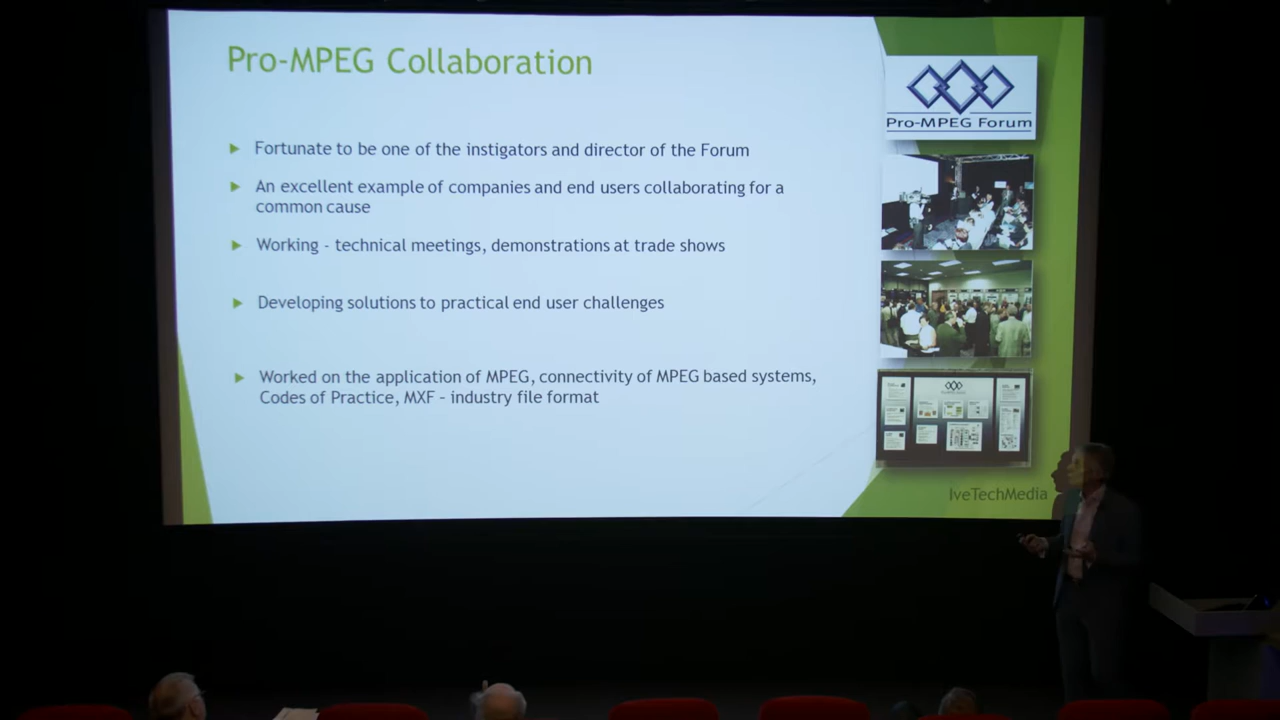 Pro-MPEG Collaboration
Pro-MPEG Forum
Fortunate to be one of the instigators and director of the Forum
An excellent example of companies and end users collaborating for a
common cause
Working - technical meetings, demonstrations at trade shows
Developing solutions to practical end user challenges
Worked on the application of MPEG, connectivity of MPEG based systems,
Codes of Practice, MXF – industry file format
IveTechMedia